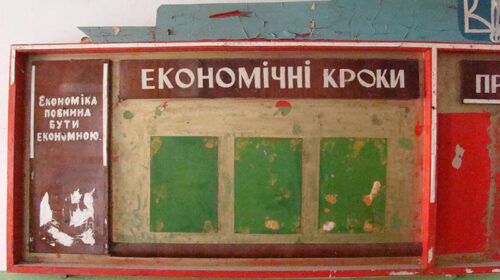 ЕКОНОМІЧНІ КРОКИ
ПР
Економіка
повинна
бути
економною.